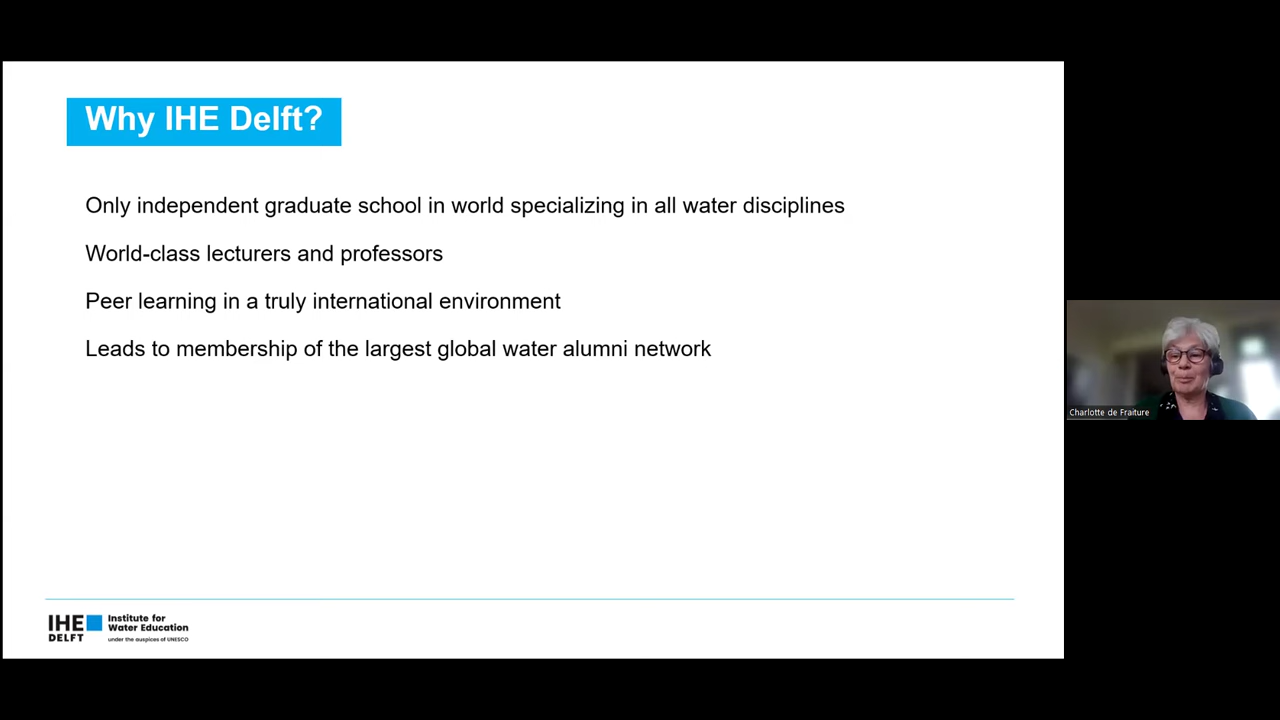 Why IHE Delft?
Only independent graduate school in world specializing in all water disciplines
World-class lecturers and professors
Peer learning in a truly international environment
Leads to membership of the largest global water alumni network
Charlotte de Fraiture
IHE
DELFT
Institute for
Water Education
under the auspices of UNESCO